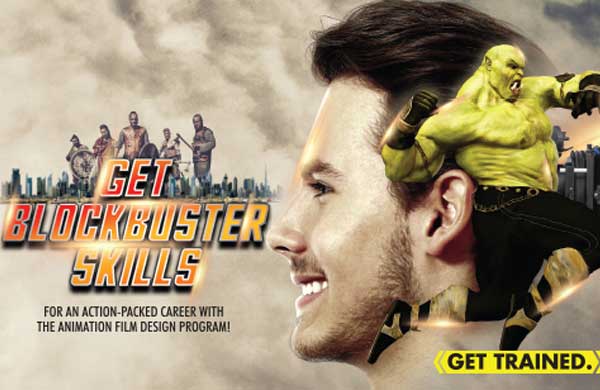 GET
BLOCKBUSTER
SKILLS
FOR AN ACTION-PACKED CAREER WITH
THE ANIMATION FILM DESIGN PROGRAM!
GET TRAINED.